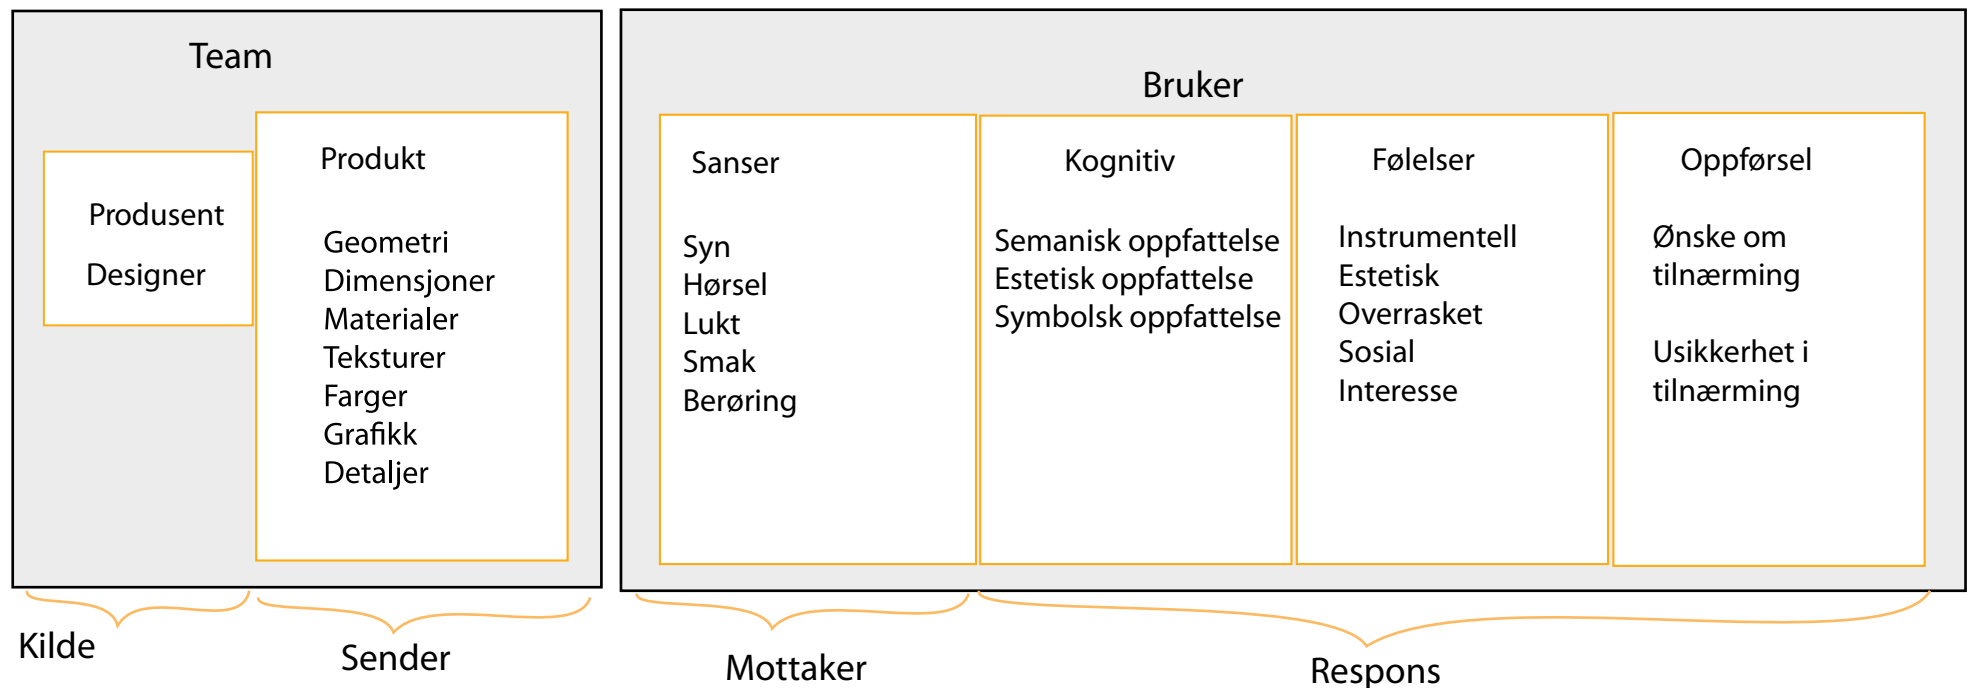 Team
Produsent
Designer
Produkt
Geometri
Dimensjoner
Materialer
Teksturer
Farger
Grafikk
Detaljer
Bruker
Sanser
Syn
Hørsel
Lukt
Smak
Berøring
Kognitiv
Semanisk oppfattelse
Estetisk oppfattelse
Symbolsk oppfattelse
Følelser
Instrumentell
Estetisk
Overrasket
Sosial
Interesse
Oppførsel
Ønske om
tilnærming
Usikkerhet i
tilnærming
Kilde
Sender
Mottaker
Respons